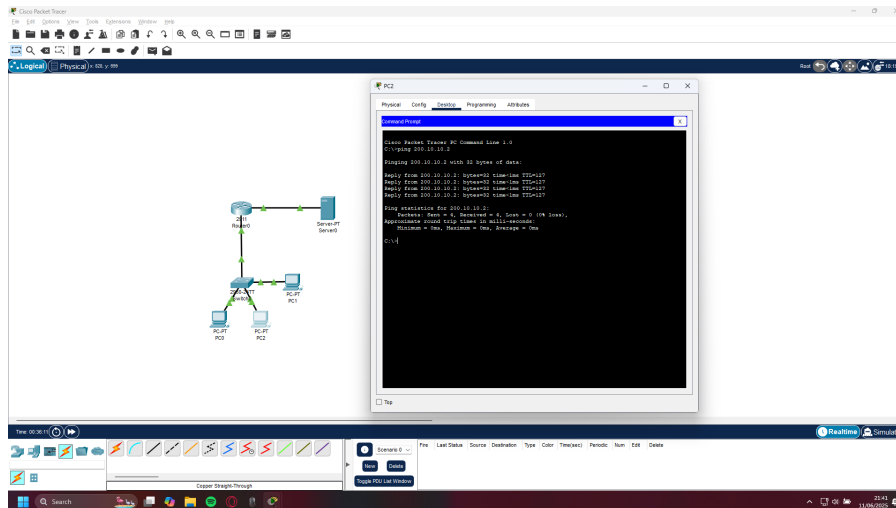 Cisco Packet Tracer
File Edit Options View Tools Extensions Window Help
Logical Physical x: 828, y: 599 Root
PC2
Physical Config Desktop Programming Attributes
Command Prompt X
Cisco Packet Tracer PC Command Line 1.0
C:\>ping 200.10.10.2
Pinging 200.10.10.2 with 32 bytes of data:
Reply from 200.10.10.2: bytes=32 time<1ms TTL=127
Reply from 200.10.10.2: bytes=32 time<1ms TTL=127
Reply from 200.10.10.2: bytes=32 time<1ms TTL=127
Reply from 200.10.10.2: bytes=32 time<1ms TTL=127
Ping statistics for 200.10.10.2:
Packets: Sent = 4, Received = 4, Lost = 0 (0% loss),
Approximate round trip times in milli-seconds:
Minimum = 0ms, Maximum = 0ms, Average = 0ms
C:\>
Router0
Server-PT
Server0
PC-PT
PC1
PC-PT
PC0
PC-PT
PC2
Top
Time: 00:36:11
Realtime Simulat
Scenario 0
New Delete
Toggle PDU List Window
Fire Last Status Source Destination Type Color Time(sec) Periodic Num Edit Delete
Copper Straight-Through
Search
21:41
11/06/2025